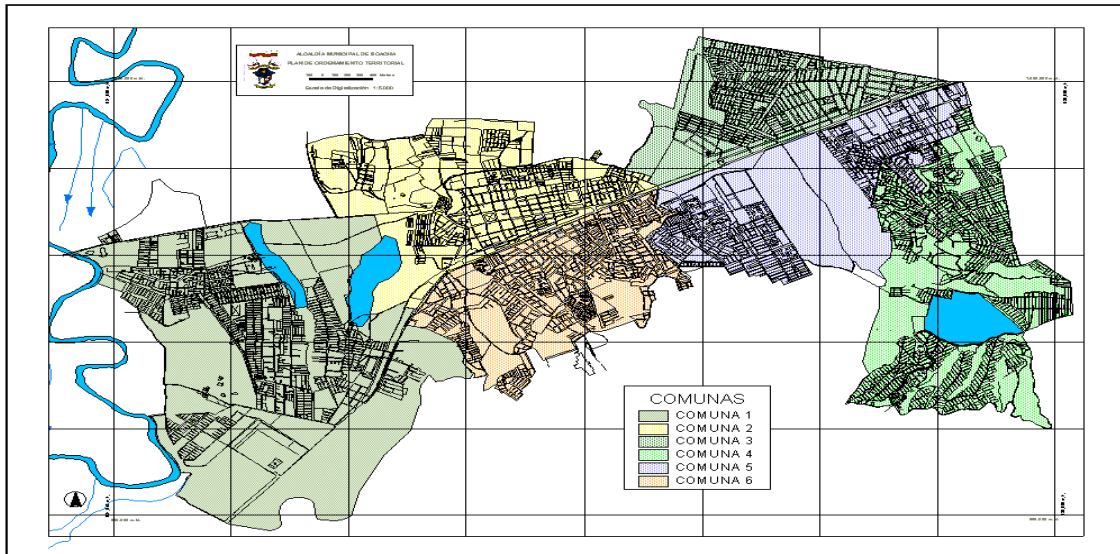 ALCALDÍA MUNICIPAL DE SOACHA
PLAN DE ORDENAMIENTO TERRITORIAL
Escala de Digitalización 1:5.000
COMUNAS
COMUNA 1
COMUNA 2
COMUNA 3
COMUNA 4
COMUNA 5
COMUNA 6